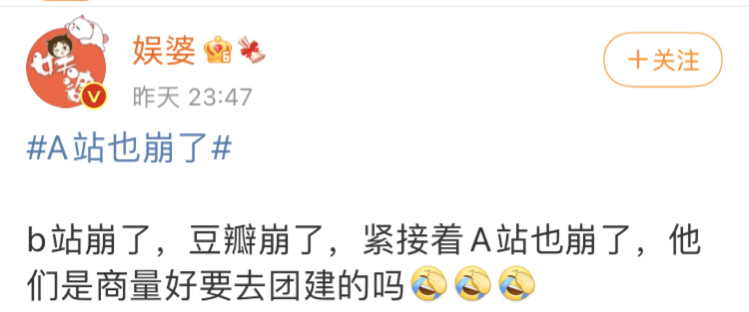 娱婆
+关注
昨天 23:47
#A站也崩了#
b站崩了，豆瓣崩了，紧接着A站也崩了，他
们是商量好要去团建的吗🤣🤣🤣